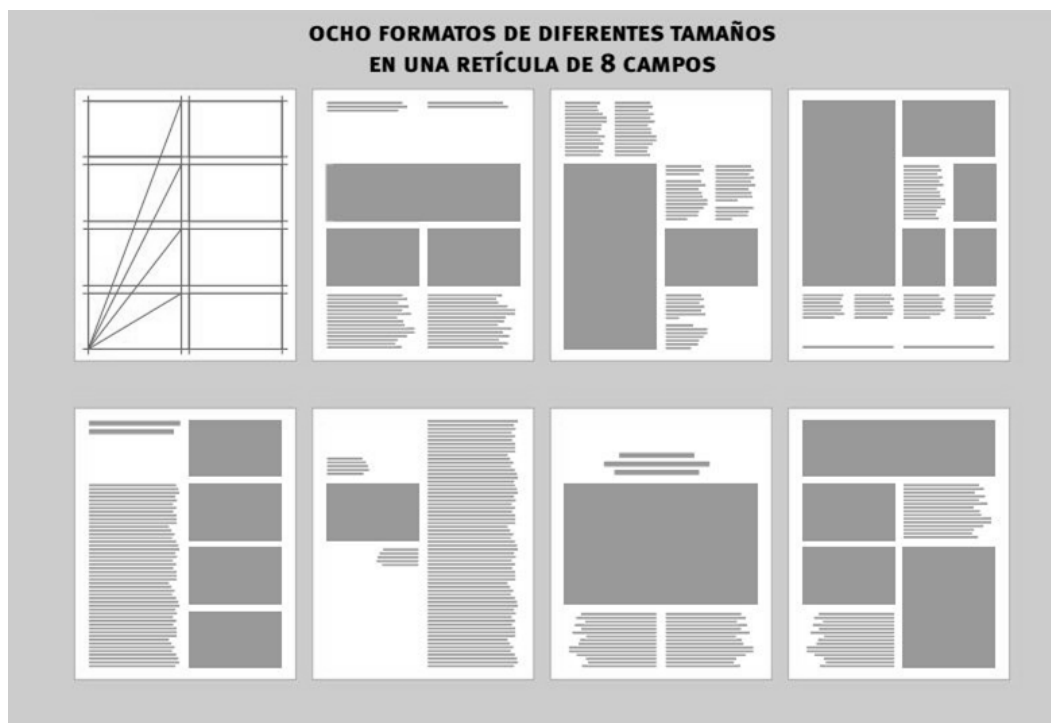 OCHO FORMATOS DE DIFERENTES TAMAÑOS
EN UNA RETÍCULA DE 8 CAMPOS